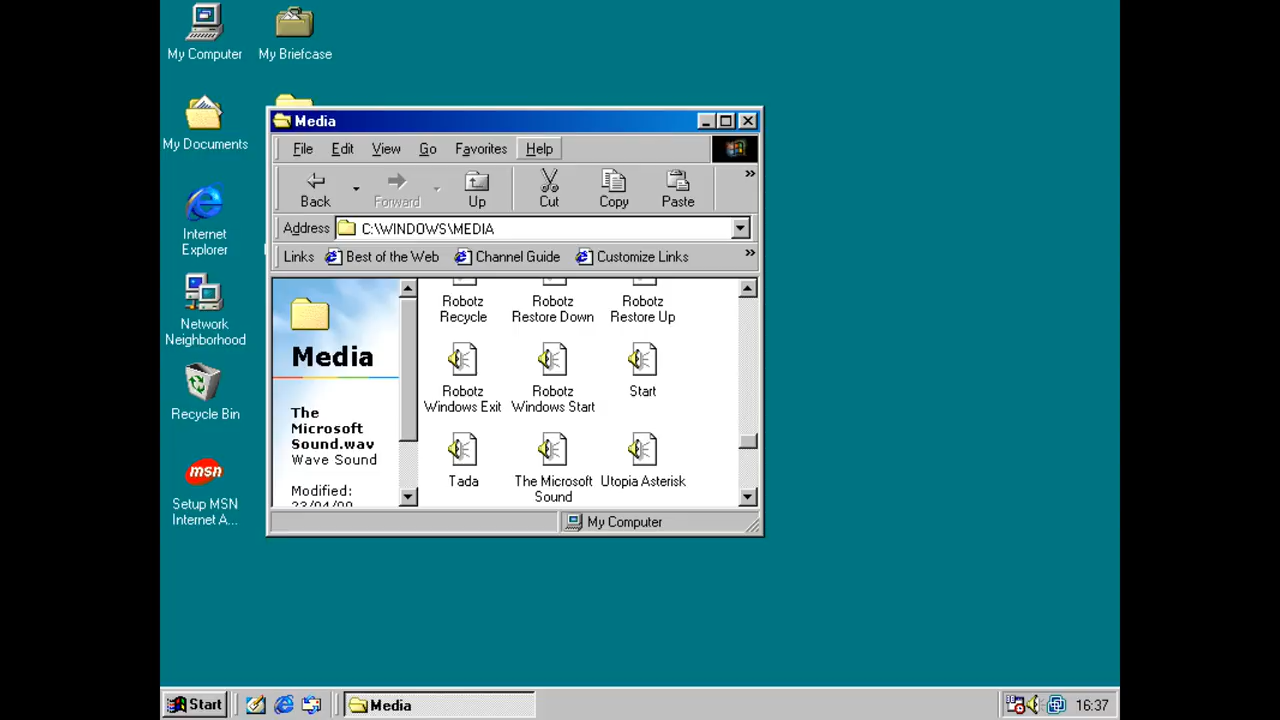 My Computer
My Briefcase
My Documents
Internet
Explorer
Network
Neighborhood
Recycle Bin
msn
Setup MSN
Internet A...
Media
File Edit View Go Favorites Help
Back Forward Up Cut Copy Paste
Address C:\WINDOWS\MEDIA
Links Best of the Web Channel Guide Customize Links
Media
The
Microsoft
Sound.wav
Wave Sound
Modified:
Robotz
Recycle
Robotz
Restore Down
Robotz
Restore Up
Robotz
Windows Exit
Robotz
Windows Start
Start
Tada
The Microsoft
Sound
Utopia Asterisk
My Computer
Start
Media
16:37